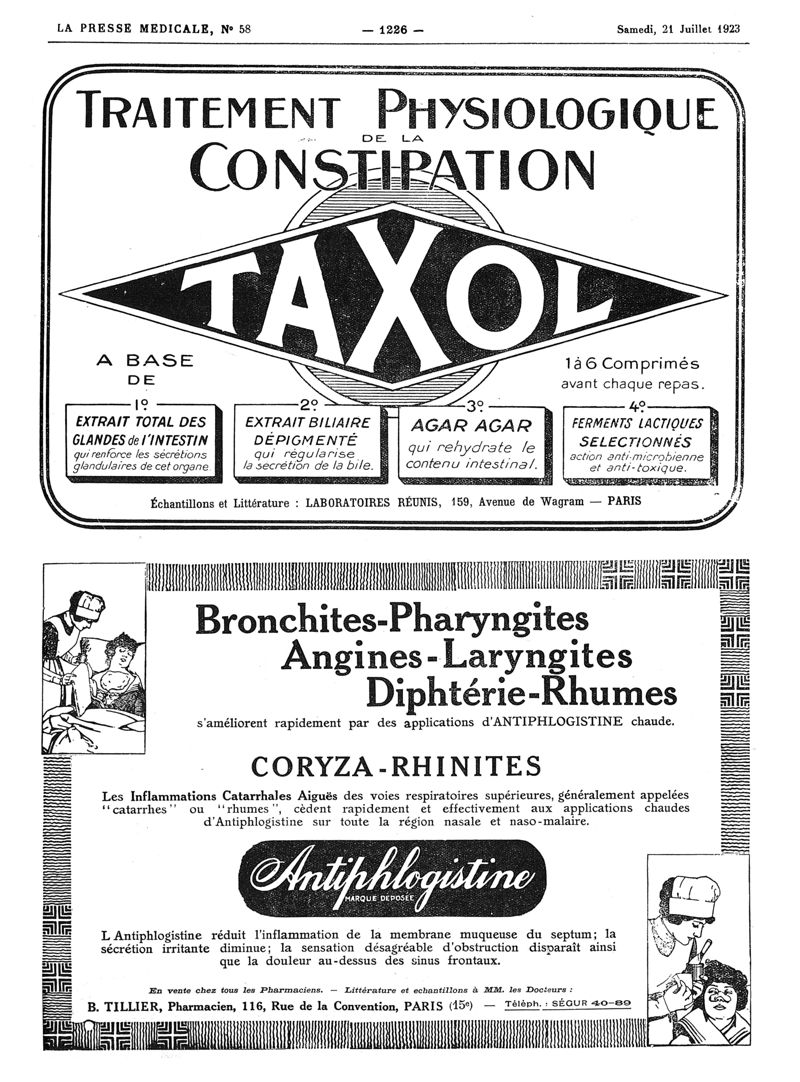 LA PRESSE MEDICALE, N° 58
— 1226 —
Samedi, 21 Juillet 1923
TRAITEMENT PHYSIOLOGIQUE
DE LA
CONSTIPATION
TAXOL
A BASE
DE
1 à 6 Comprimés
avant chaque repas.
1º
EXTRAIT TOTAL DES
GLANDES de l'INTESTIN
qui renforce les sécrétions
glandulaires de cet organe
2º
EXTRAIT BILIAIRE
DÉPIGMENTÉ
qui régularise
la secrétion de la bile.
3º
AGAR AGAR
qui rehydrate le
contenu intestinal.
4º
FERMENTS LACTIQUES
SELECTIONNÉS
action anti-microbienne
et anti-toxique.
Échantillons et Littérature : LABORATOIRES RÉUNIS, 159, Avenue de Wagram — PARIS
Bronchites-Pharyngites
Angines-Laryngites
Diphtérie-Rhumes
s'améliorent rapidement par des applications d'ANTIPHLOGISTINE chaude.
CORYZA-RHINITES
Les Inflammations Catarrhales Aiguës des voies respiratoires supérieures, généralement appelées
“catarrhes” ou “rhumes”, cèdent rapidement et effectivement aux applications chaudes
d'Antiphlogistine sur toute la région nasale et naso-malaire.
Antiphlogistine
MARQUE DÉPOSÉE
L Antiphlogistine réduit l'inflammation de la membrane muqueuse du septum; la
sécrétion irritante diminue; la sensation désagréable d'obstruction disparaît ainsi
que la douleur au-dessus des sinus frontaux.
En vente chez tous les Pharmaciens. — Littérature et echantillons à MM. les Docteurs :
B. TILLIER, Pharmacien, 116, Rue de la Convention, PARIS (15e) — Téléph. : SÉGUR 40-89